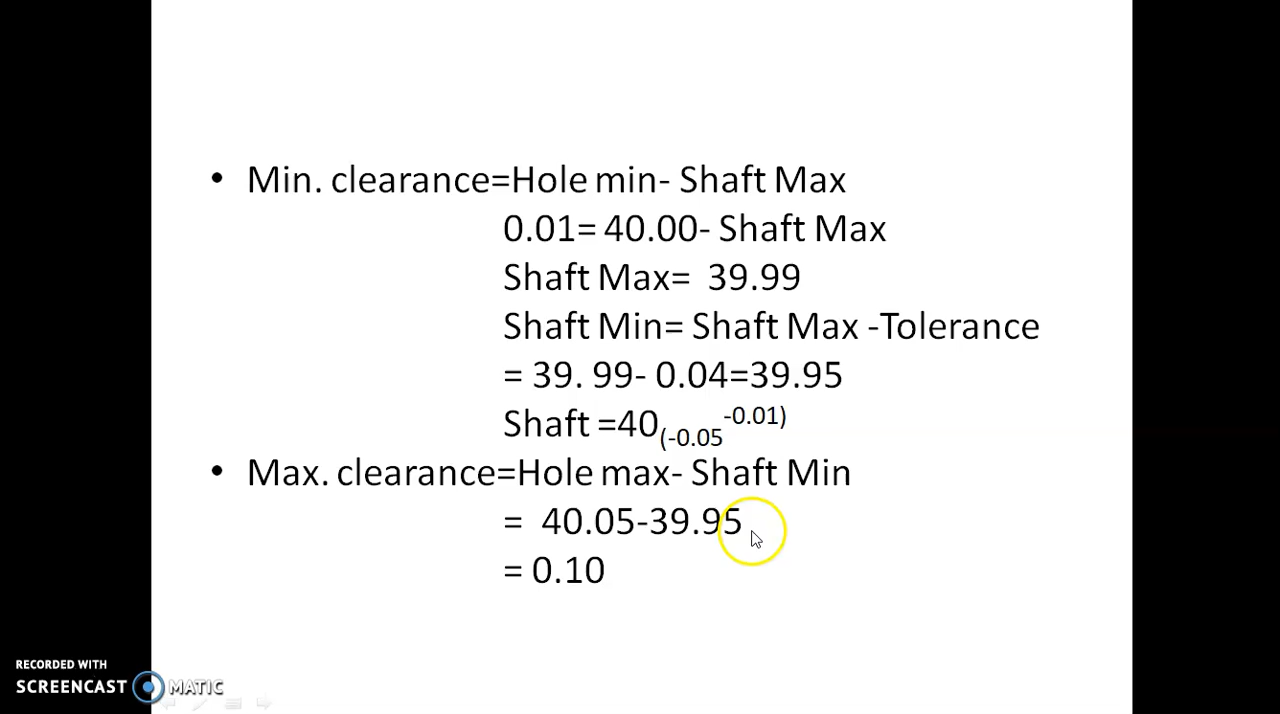 • Min. clearance=Hole min- Shaft Max
0.01= 40.00- Shaft Max
Shaft Max= 39.99
Shaft Min= Shaft Max -Tolerance
= 39. 99- 0.04=39.95
Shaft =40(-0.05 -0.01)
• Max. clearance=Hole max- Shaft Min
= 40.05-39.95
= 0.10
RECORDED WITH
SCREENCAST MATIC